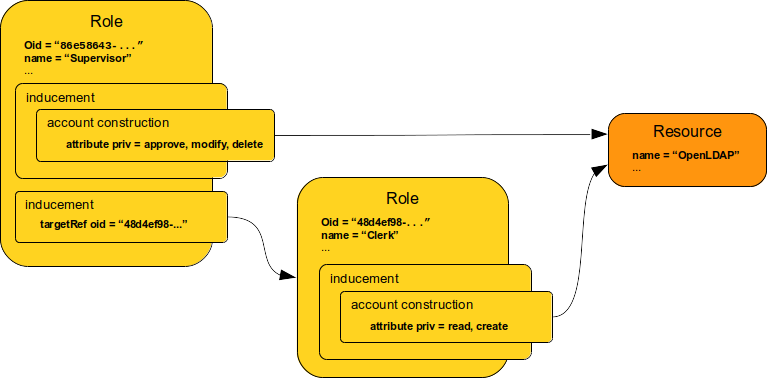 Role
Oid = “86e58643-...”
name = “Supervisor”
...
inducement
account construction
attribute priv = approve, modify, delete
inducement
targetRef oid = “48d4ef98-...”
Role
Oid = “48d4ef98-...”
name = “Clerk”
...
inducement
account construction
attribute priv = read, create
Resource
name = “OpenLDAP”
...